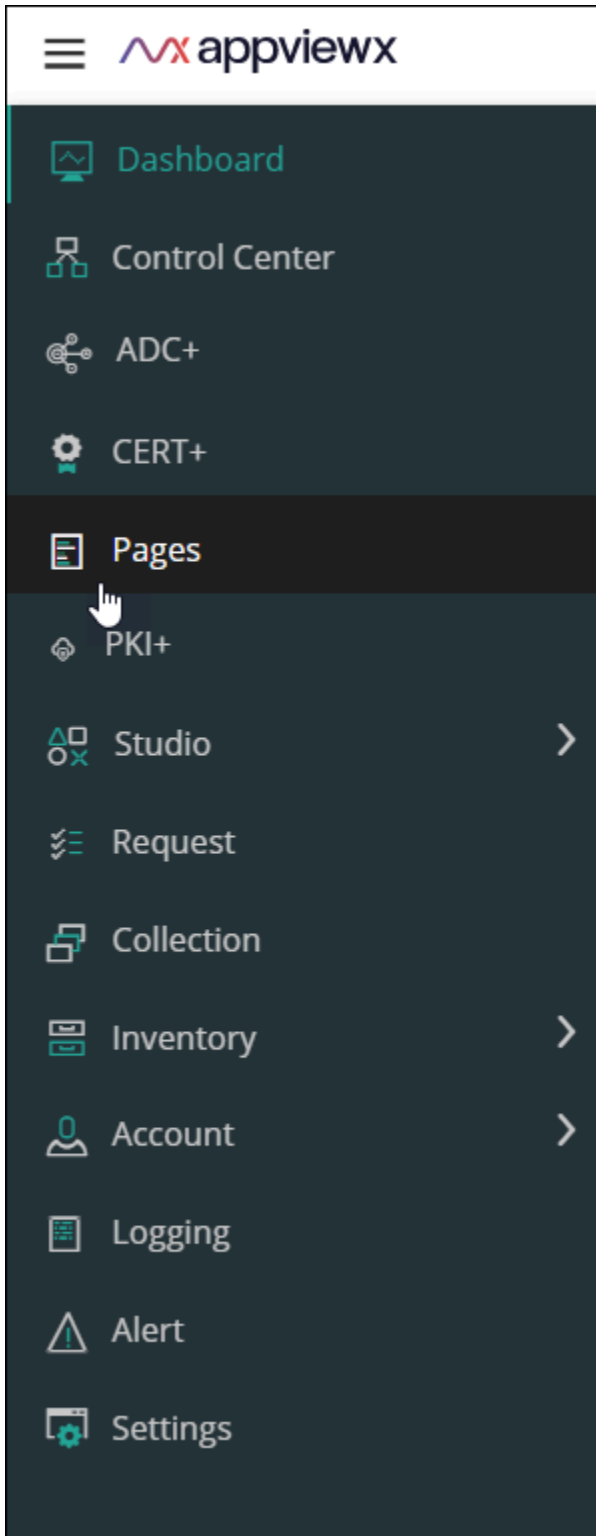 appviewx
Dashboard
Control Center
ADC+
CERT+
Pages
PKI+
Studio
Request
Collection
Inventory
Account
Logging
Alert
Settings